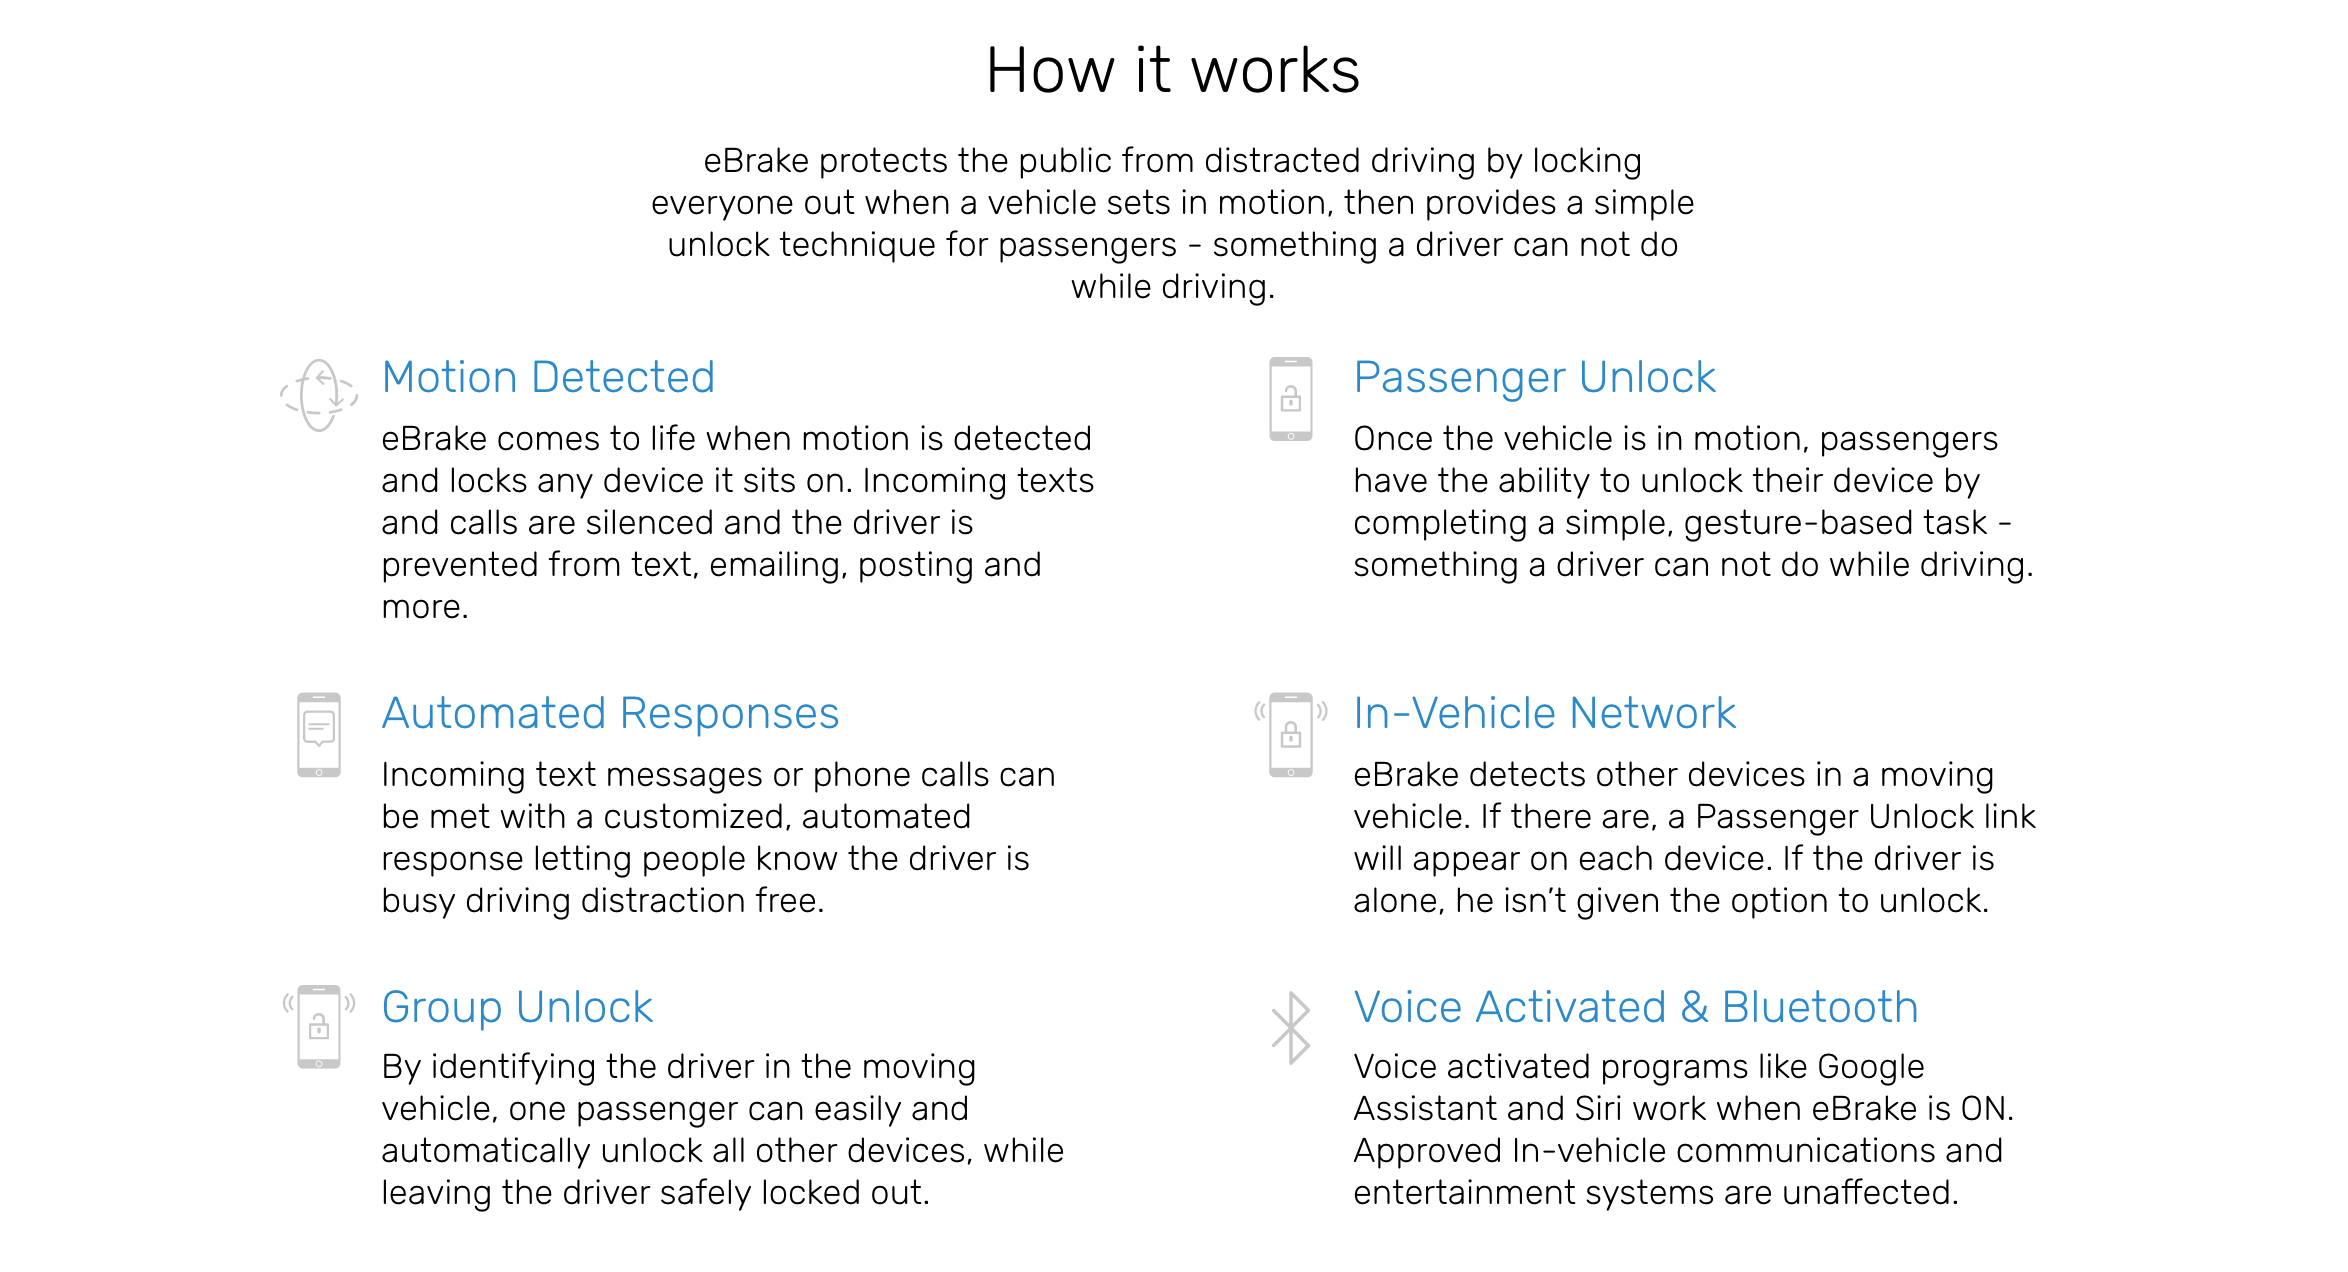 How it works
eBrake protects the public from distracted driving by locking
everyone out when a vehicle sets in motion, then provides a simple
unlock technique for passengers - something a driver can not do
while driving.
Motion Detected
eBrake comes to life when motion is detected
and locks any device it sits on. Incoming texts
and calls are silenced and the driver is
prevented from text, emailing, posting and
more.
Passenger Unlock
Once the vehicle is in motion, passengers
have the ability to unlock their device by
completing a simple, gesture-based task -
something a driver can not do while driving.
Automated Responses
Incoming text messages or phone calls can
be met with a customized, automated
response letting people know the driver is
busy driving distraction free.
In-Vehicle Network
eBrake detects other devices in a moving
vehicle. If there are, a Passenger Unlock link
will appear on each device. If the driver is
alone, he isn’t given the option to unlock.
Group Unlock
By identifying the driver in the moving
vehicle, one passenger can easily and
automatically unlock all other devices, while
leaving the driver safely locked out.
Voice Activated & Bluetooth
Voice activated programs like Google
Assistant and Siri work when eBrake is ON.
Approved In-vehicle communications and
entertainment systems are unaffected.